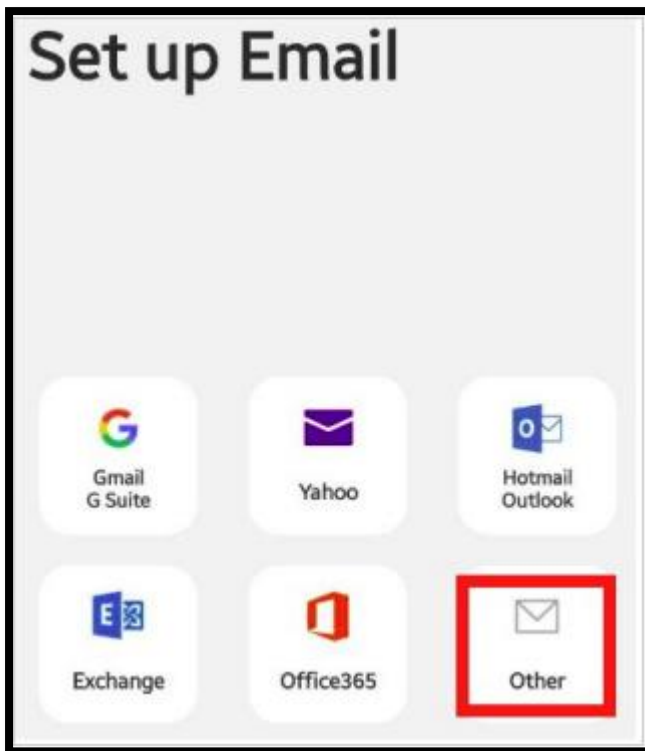 Set up Email
Gmail
G Suite
Yahoo
Hotmail
Outlook
Exchange
Office365
Other